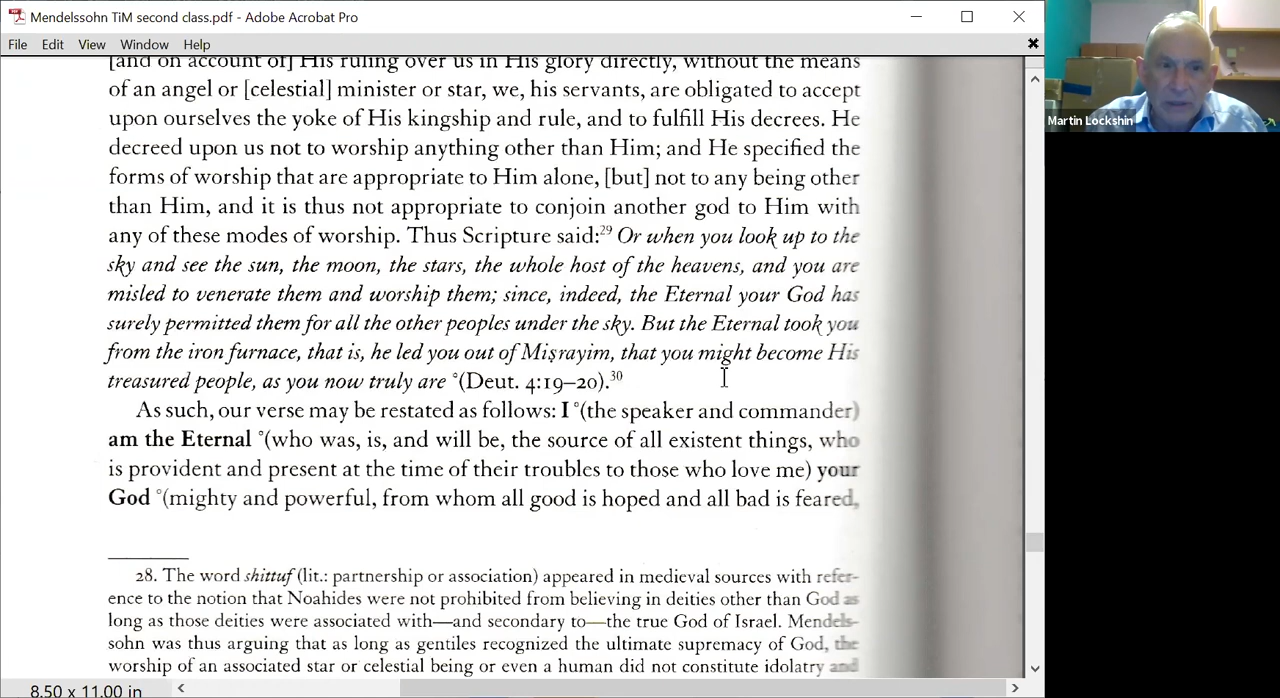 Mendelssohn TiM second class.pdf - Adobe Acrobat Pro
File Edit View Window Help
[and on account of] His ruling over us in His glory directly, without the means
of an angel or [celestial] minister or star, we, his servants, are obligated to accept
upon ourselves the yoke of His kingship and rule, and to fulfill His decrees. He
decreed upon us not to worship anything other than Him; and He specified the
forms of worship that are appropriate to Him alone, [but] not to any being other
than Him, and it is thus not appropriate to conjoin another god to Him with
any of these modes of worship. Thus Scripture said:²⁹ Or when you look up to the
sky and see the sun, the moon, the stars, the whole host of the heavens, and you are
misled to venerate them and worship them; since, indeed, the Eternal your God has
surely permitted them for all the other peoples under the sky. But the Eternal took you
from the iron furnace, that is, he led you out of Miṣrayim, that you might become His
treasured people, as you now truly are °(Deut. 4:19–20).³⁰
As such, our verse may be restated as follows: I °(the speaker and commander)
am the Eternal °(who was, is, and will be, the source of all existent things, who
is provident and present at the time of their troubles to those who love me) your
God °(mighty and powerful, from whom all good is hoped and all bad is feared,
28. The word shittuf (lit.: partnership or association) appeared in medieval sources with refer-
ence to the notion that Noahides were not prohibited from believing in deities other than God as
long as those deities were associated with—and secondary to—the true God of Israel. Mendels-
sohn was thus arguing that as long as gentiles recognized the ultimate supremacy of God, the
worship of an associated star or celestial being or even a human did not constitute idolatry and
8.50 x 11.00 in
Martin Lockshin